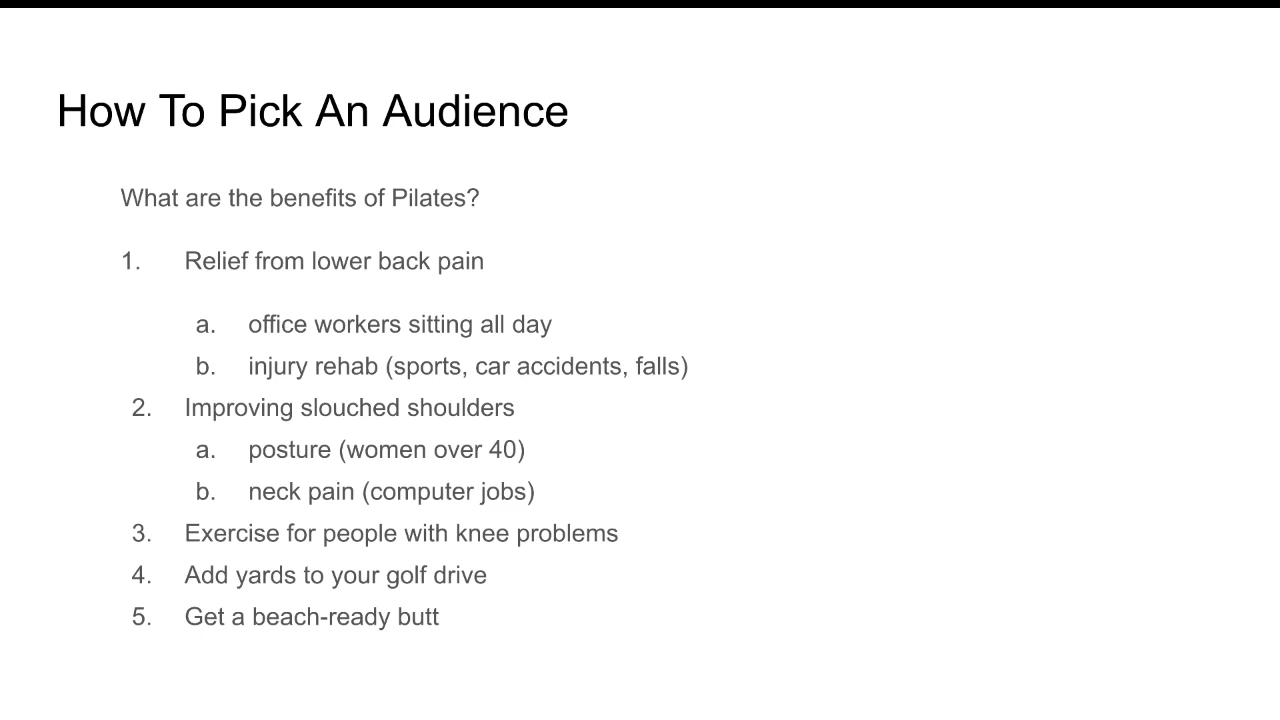 How To Pick An Audience
What are the benefits of Pilates?
1. Relief from lower back pain
a. office workers sitting all day
b. injury rehab (sports, car accidents, falls)
2. Improving slouched shoulders
a. posture (women over 40)
b. neck pain (computer jobs)
3. Exercise for people with knee problems
4. Add yards to your golf drive
5. Get a beach-ready butt